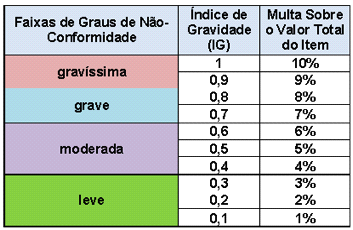 Faixas de Graus de Não-Conformidade | Índice de Gravidade (IG) | Multa Sobre o Valor Total do Item
gravíssima | 1 | 10%
0,9 | 9%
grave | 0,8 | 8%
0,7 | 7%
moderada | 0,6 | 6%
0,5 | 5%
0,4 | 4%
leve | 0,3 | 3%
0,2 | 2%
0,1 | 1%